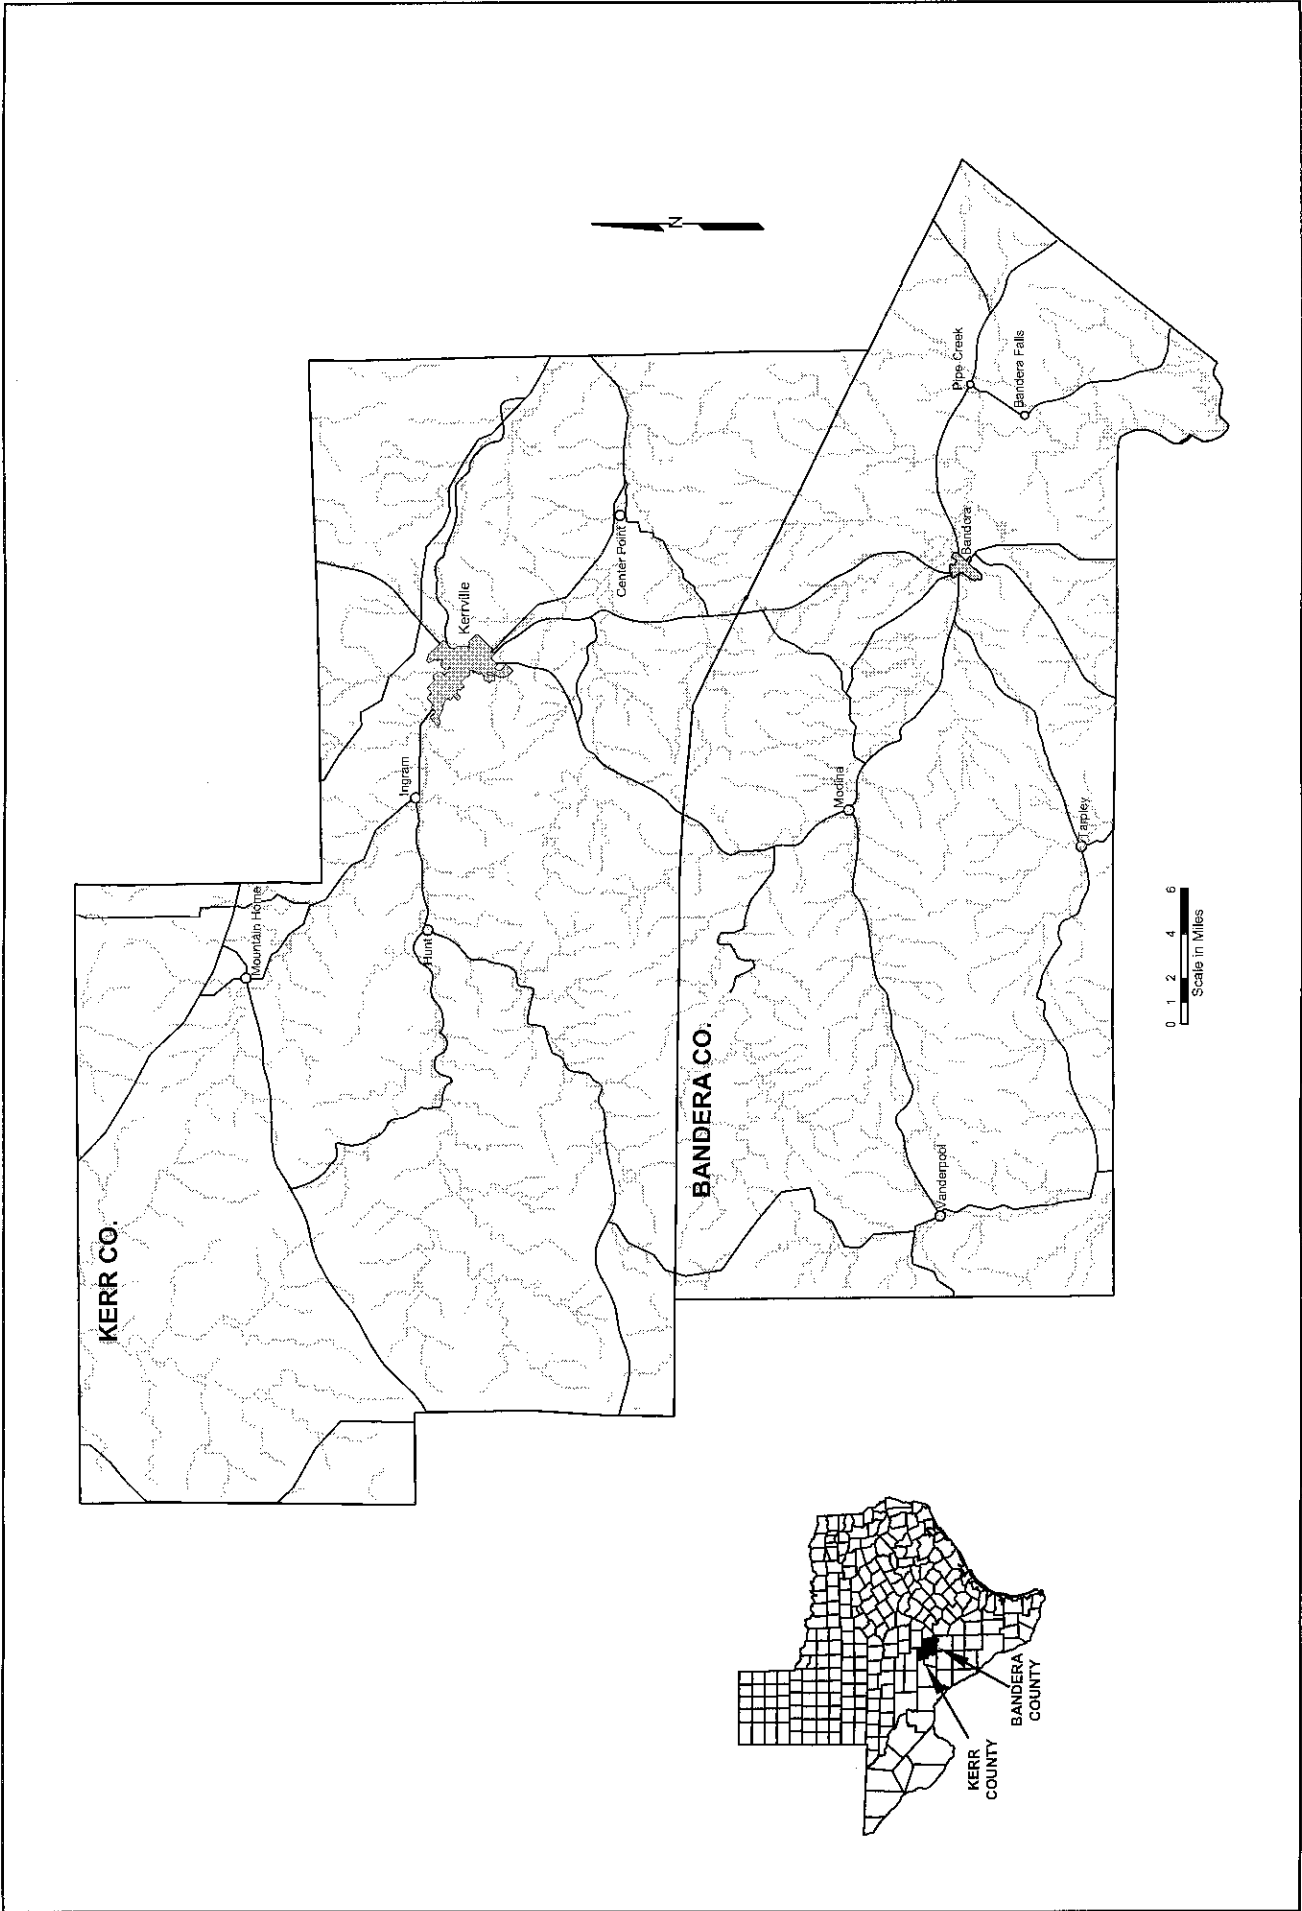 KERR CO.
Mountain Home
Ingram
Hunt
Kerrville
Center Point
N
BANDERA CO.
Medina
Vanderpool
Bandera
Pipe Creek
Bandera Falls
Tarpley
0 1 2 4 6
Scale in Miles
KERR
COUNTY
BANDERA
COUNTY